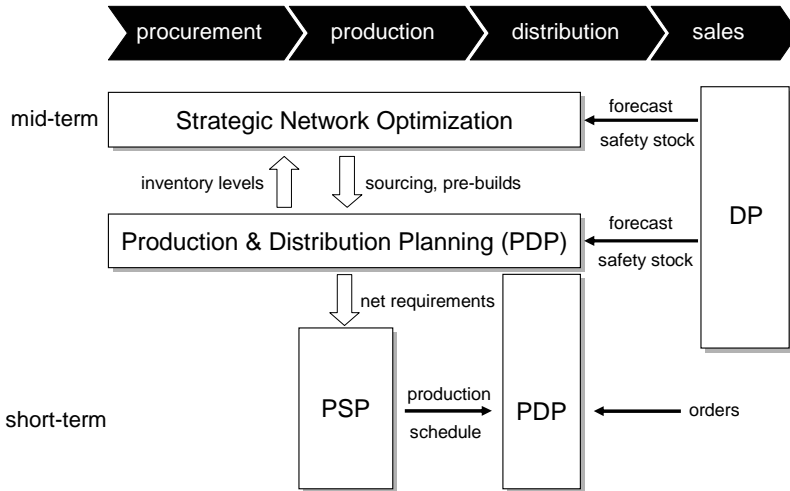 procurement production distribution sales
mid-term
Strategic Network Optimization
forecast
safety stock
inventory levels
sourcing, pre-builds
DP
Production & Distribution Planning (PDP)
forecast
safety stock
net requirements
short-term
PSP
production
schedule
PDP
orders